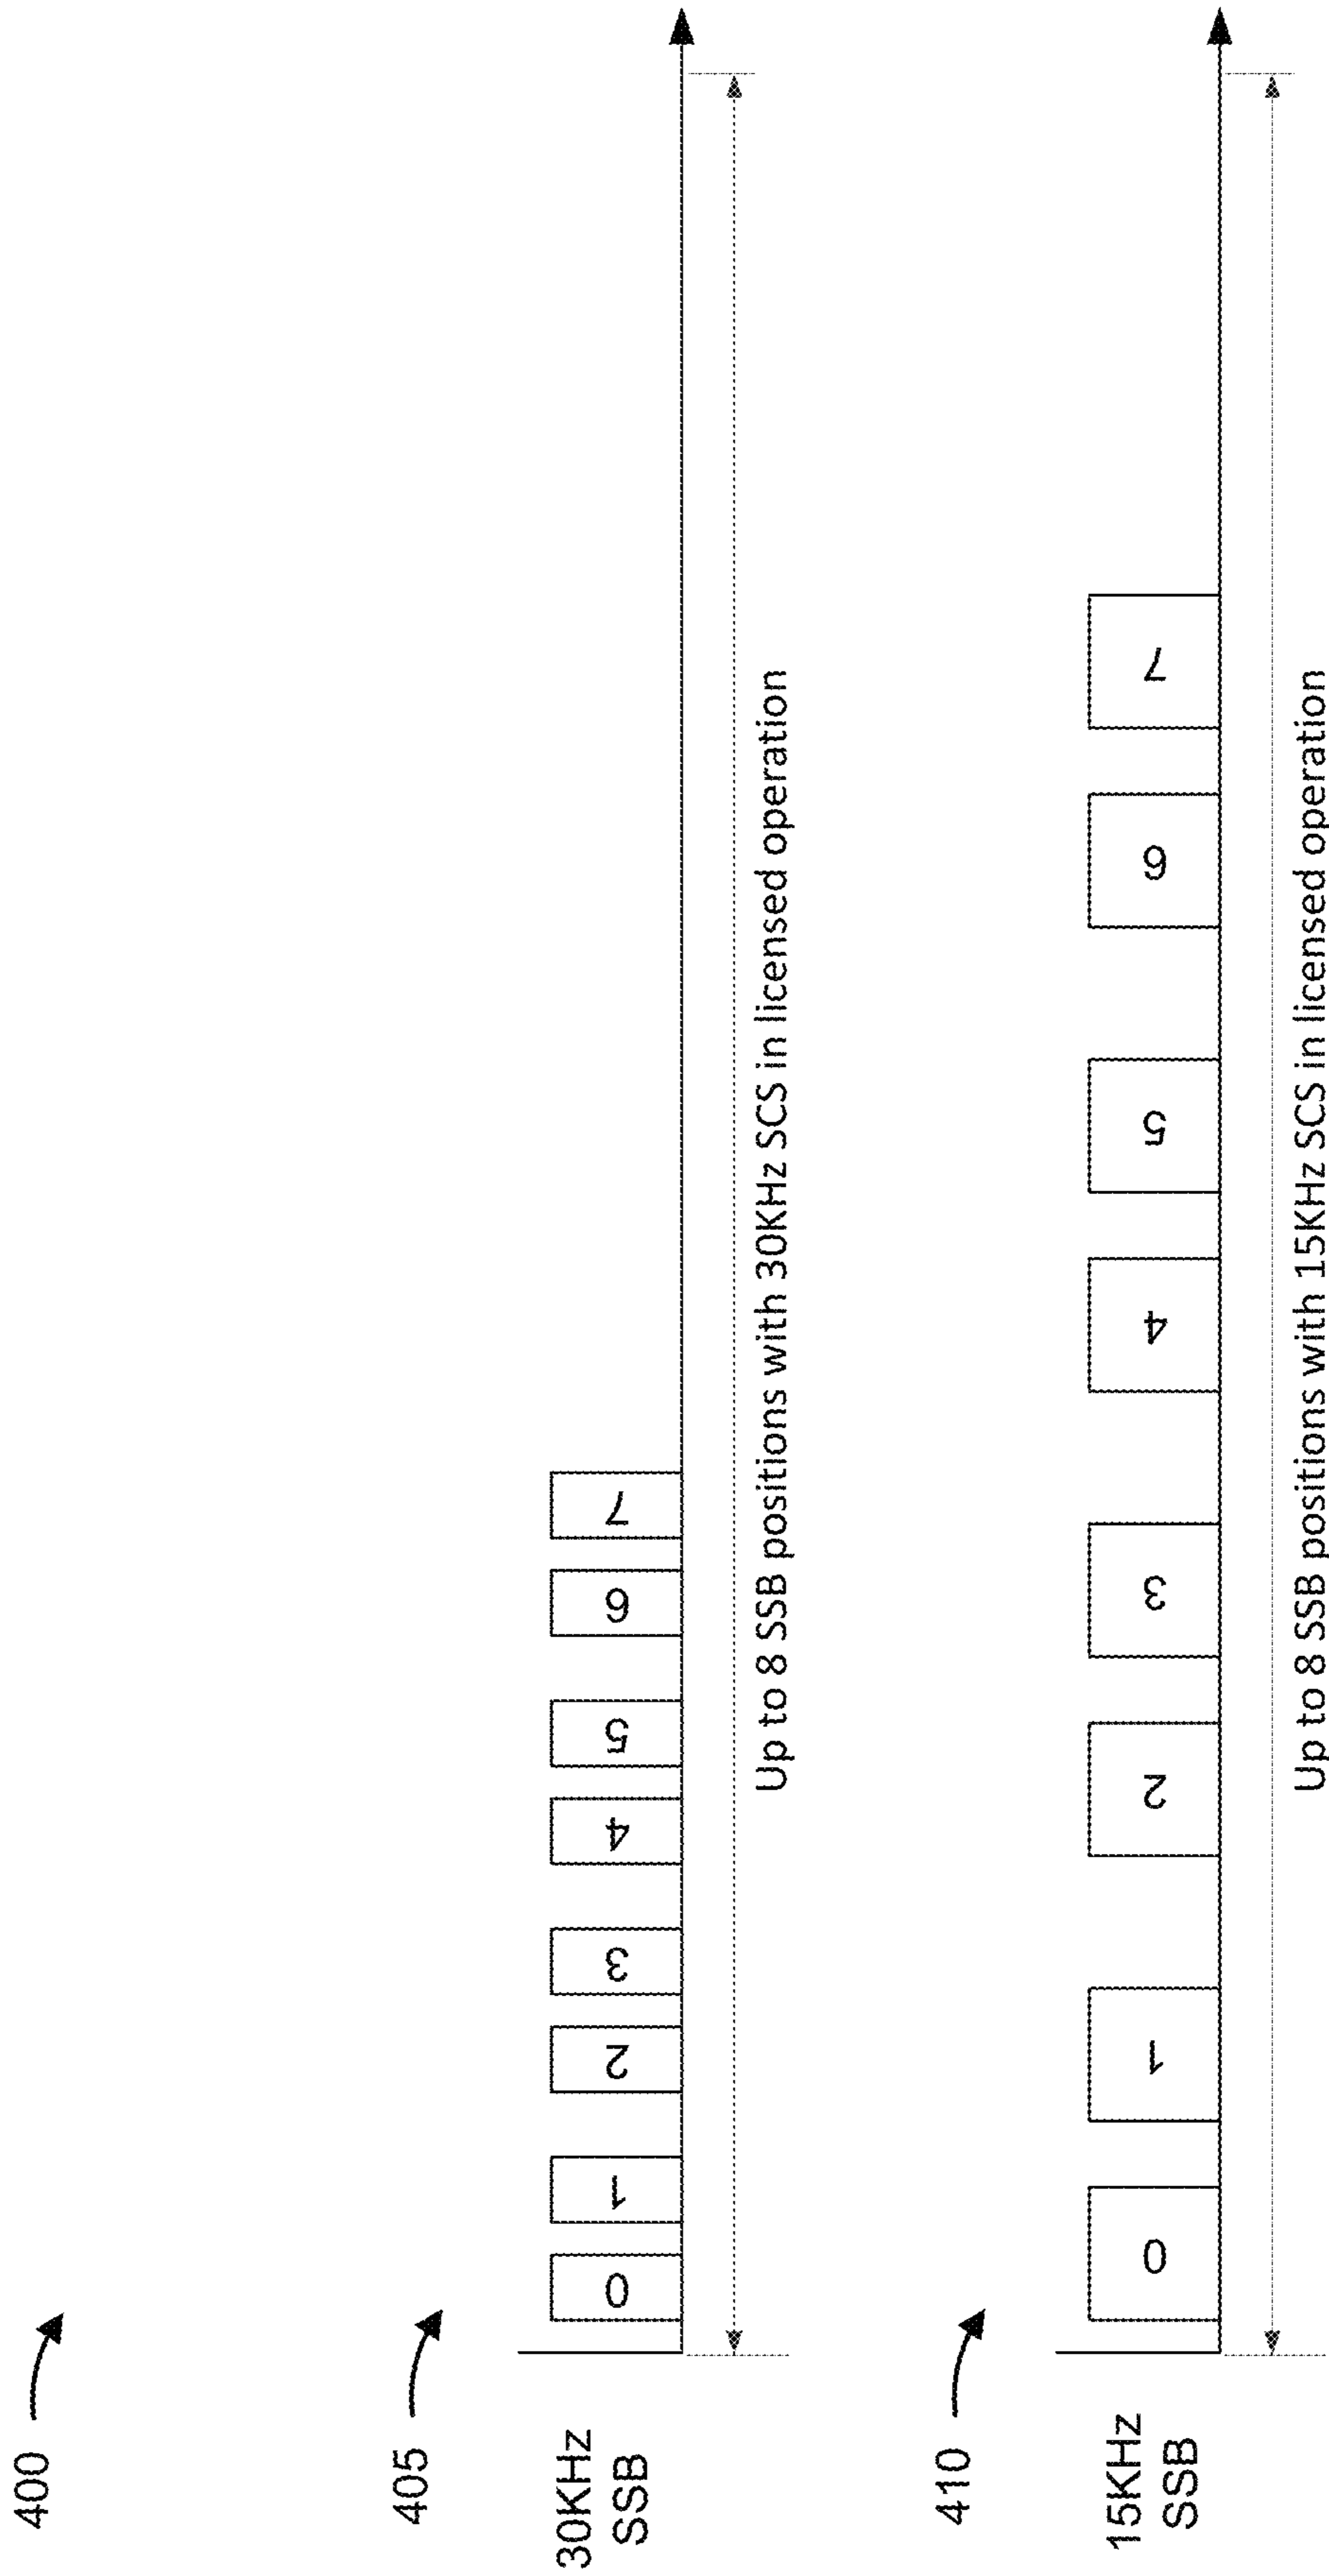 400
405
30KHz
SSB
0 1 2 3 4 5 6 7
Up to 8 SSB positions with 30KHz SCS in licensed operation
410
15KHz
SSB
0 1 2 3 4 5 6 7
Up to 8 SSB positions with 15KHz SCS in licensed operation